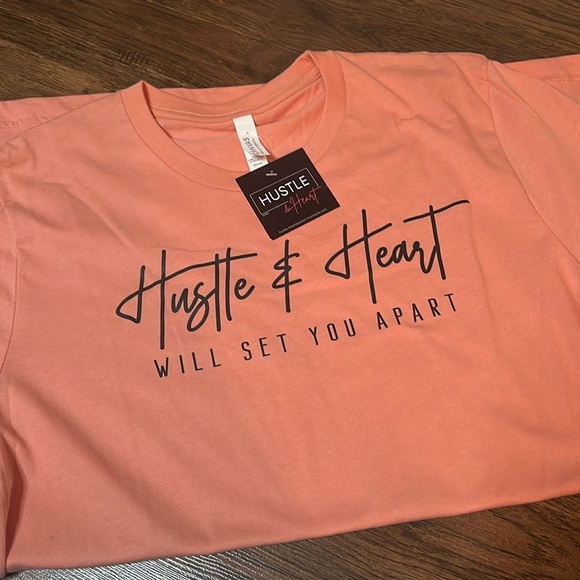 HUSTLE
& Heart
Hustle & Heart
WILL SET YOU APART